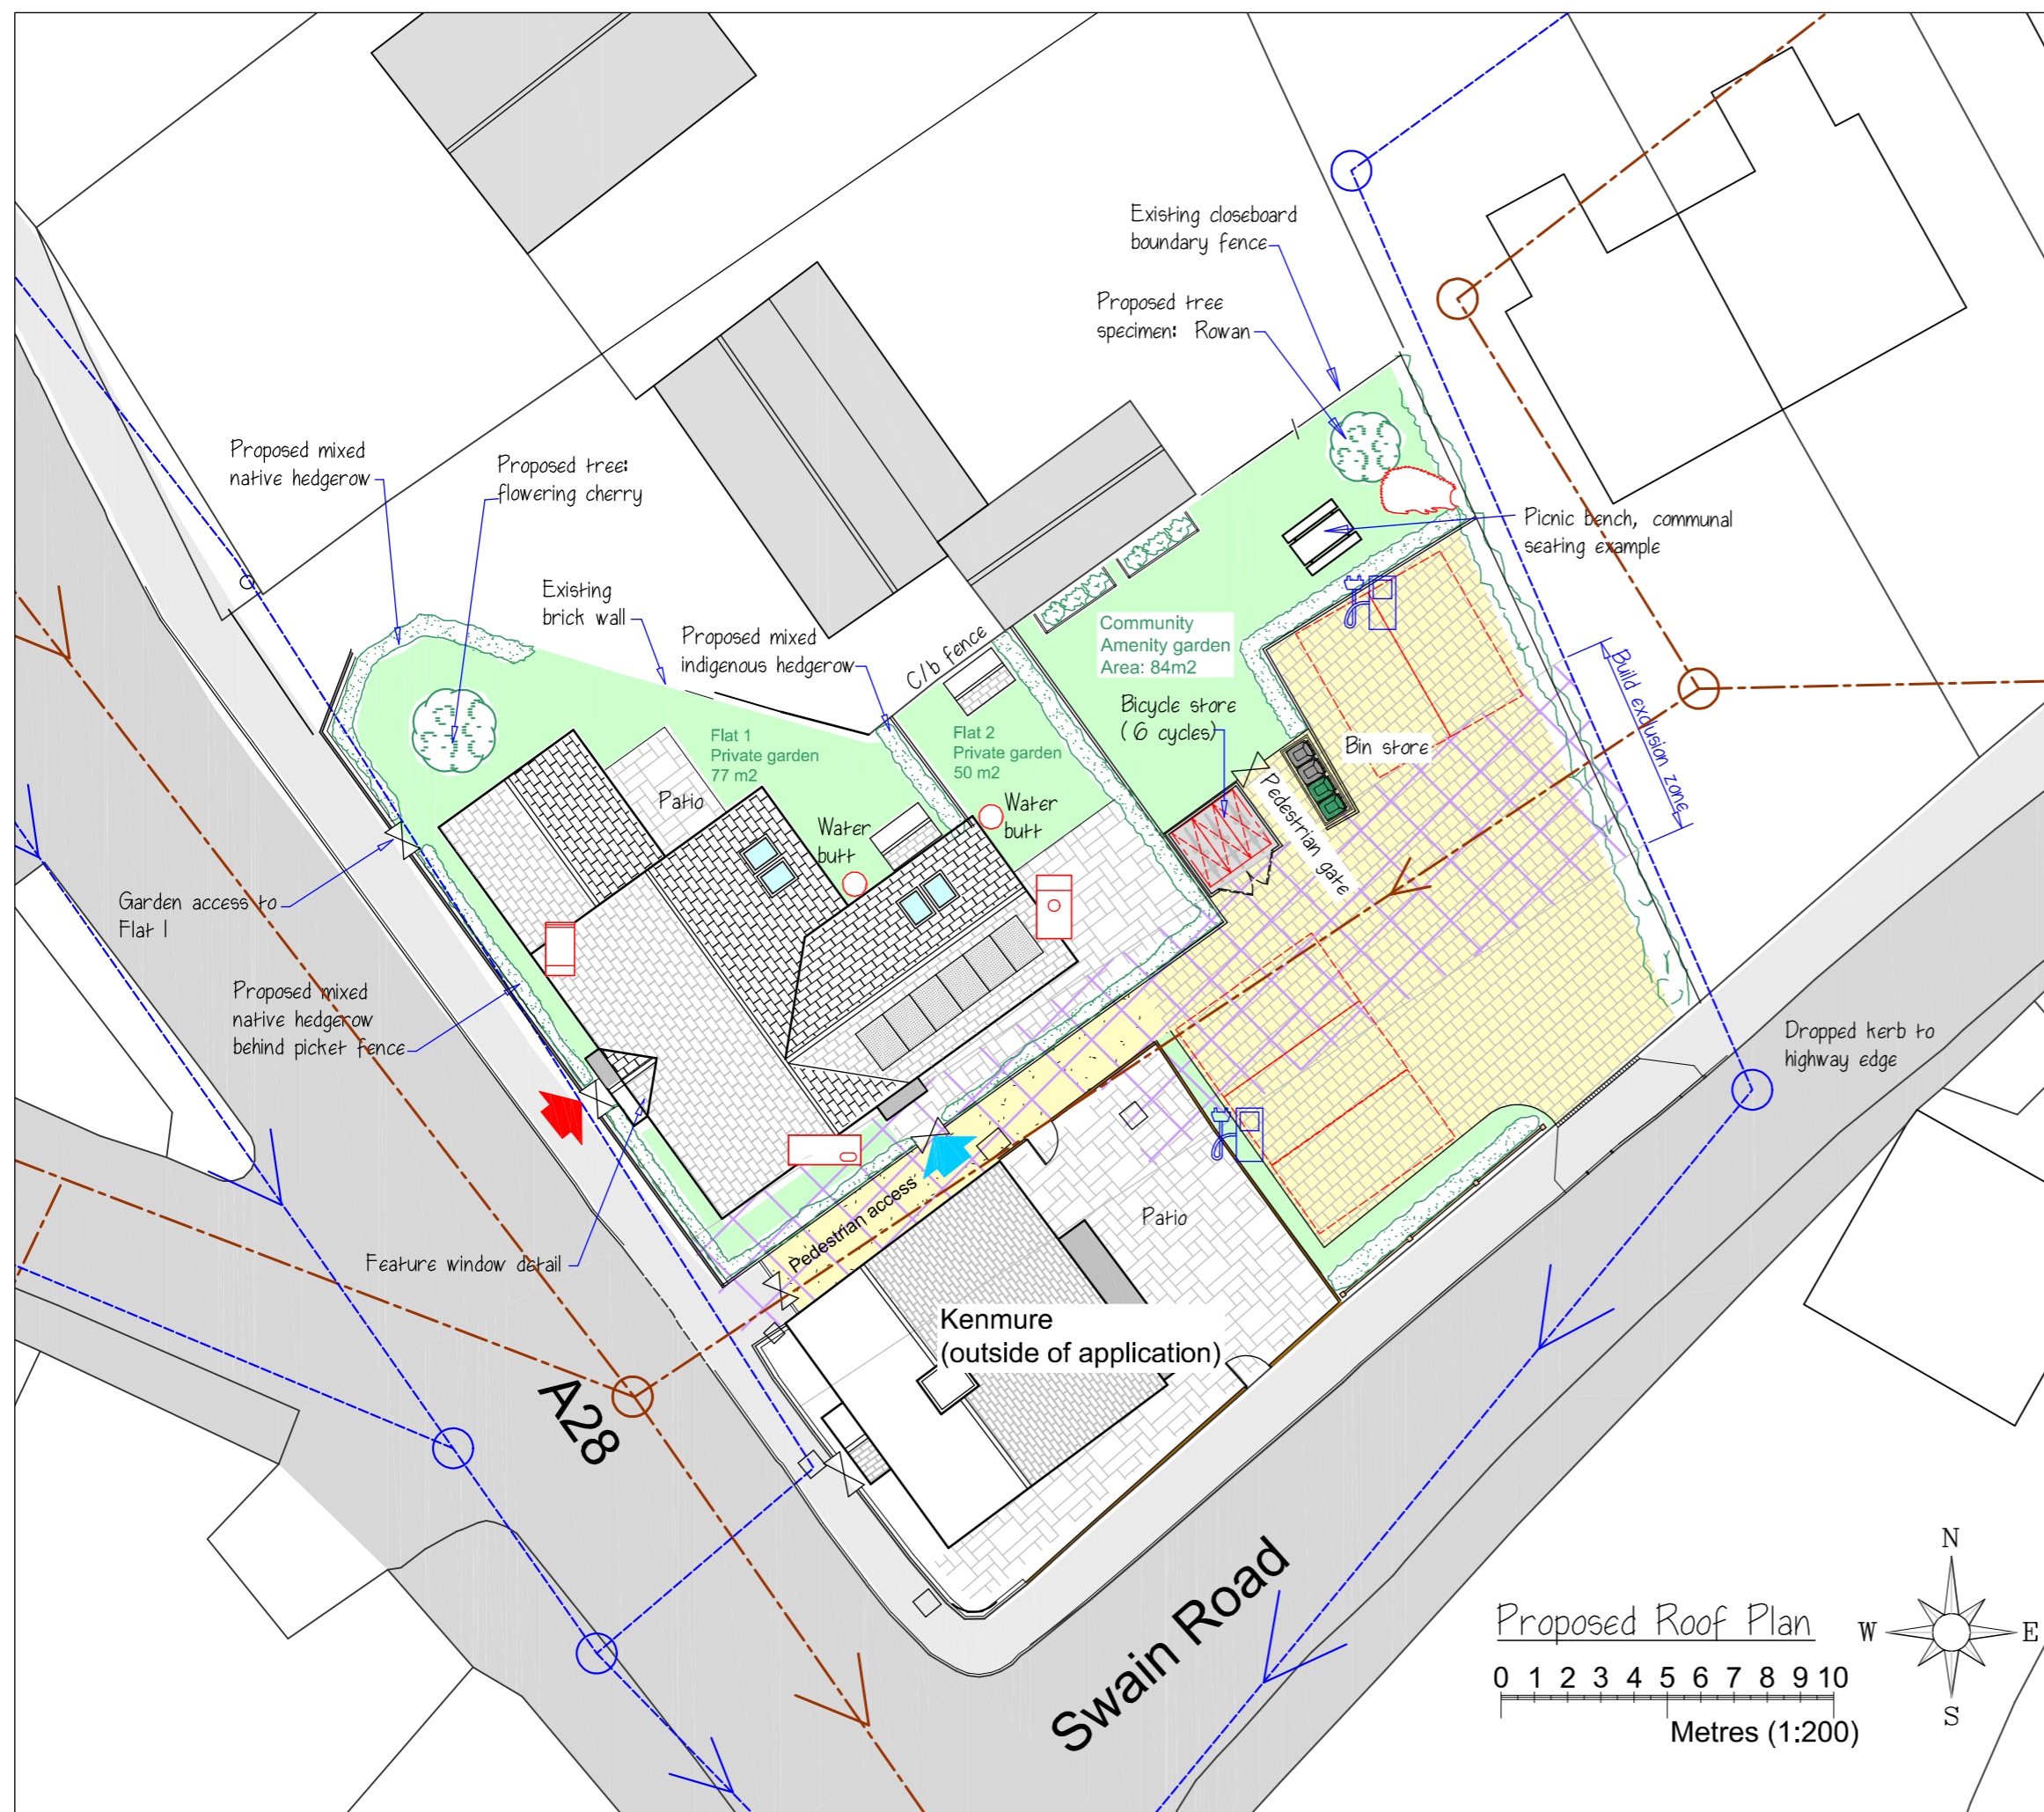 Existing closeboard
boundary fence
Proposed tree
specimen: Rowan
Proposed mixed
native hedgerow
Proposed tree:
flowering cherry
Picnic bench, communal
seating example
Existing
brick wall
Proposed mixed
indigenous hedgerow
C/b fence
Community
Amenity garden
Area: 84m2
Build exclusion zone
Bicycle store
( 6 cycles)
Flat 1
Private garden
77 m2
Flat 2
Private garden
50 m2
Bin store
Pedestrian gate
Patio
Water
butt
Water
butt
Garden access to
Flat 1
Proposed mixed
native hedgerow
behind picket fence
Dropped kerb to
highway edge
Pedestrian access
Patio
Feature window detail
Kenmure
(outside of application)
A28
Swain Road
Proposed Roof Plan
N
W
E
S
0 1 2 3 4 5 6 7 8 9 10
Metres (1:200)